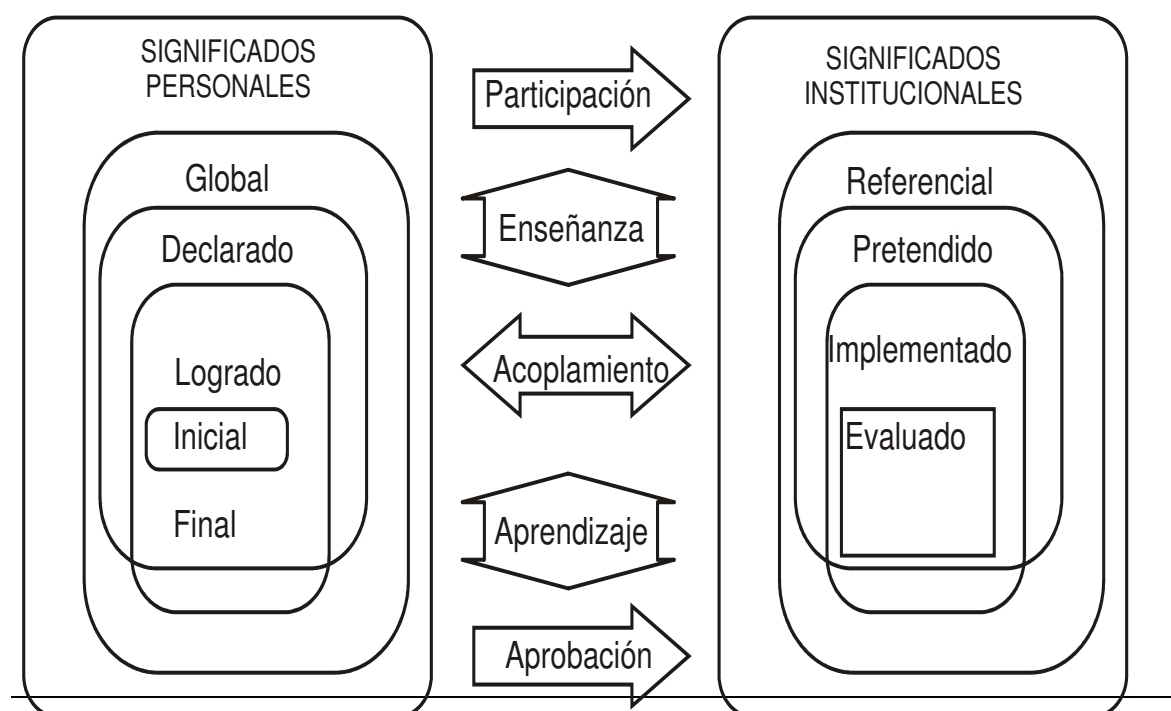 SIGNIFICADOS
PERSONALES
Global
Declarado
Logrado
Inicial
Final
Participación
Enseñanza
Acoplamiento
Aprendizaje
Aprobación
SIGNIFICADOS
INSTITUCIONALES
Referencial
Pretendido
Implementado
Evaluado